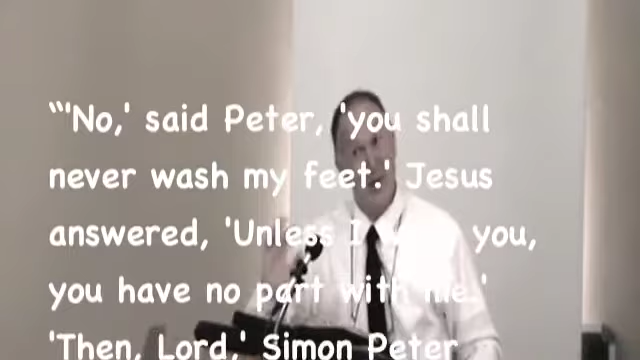 “'No,' said Peter, 'you shall
never wash my feet.' Jesus
answered, 'Unless I you,
you have no part with me.'
'Then, Lord,' Simon Peter